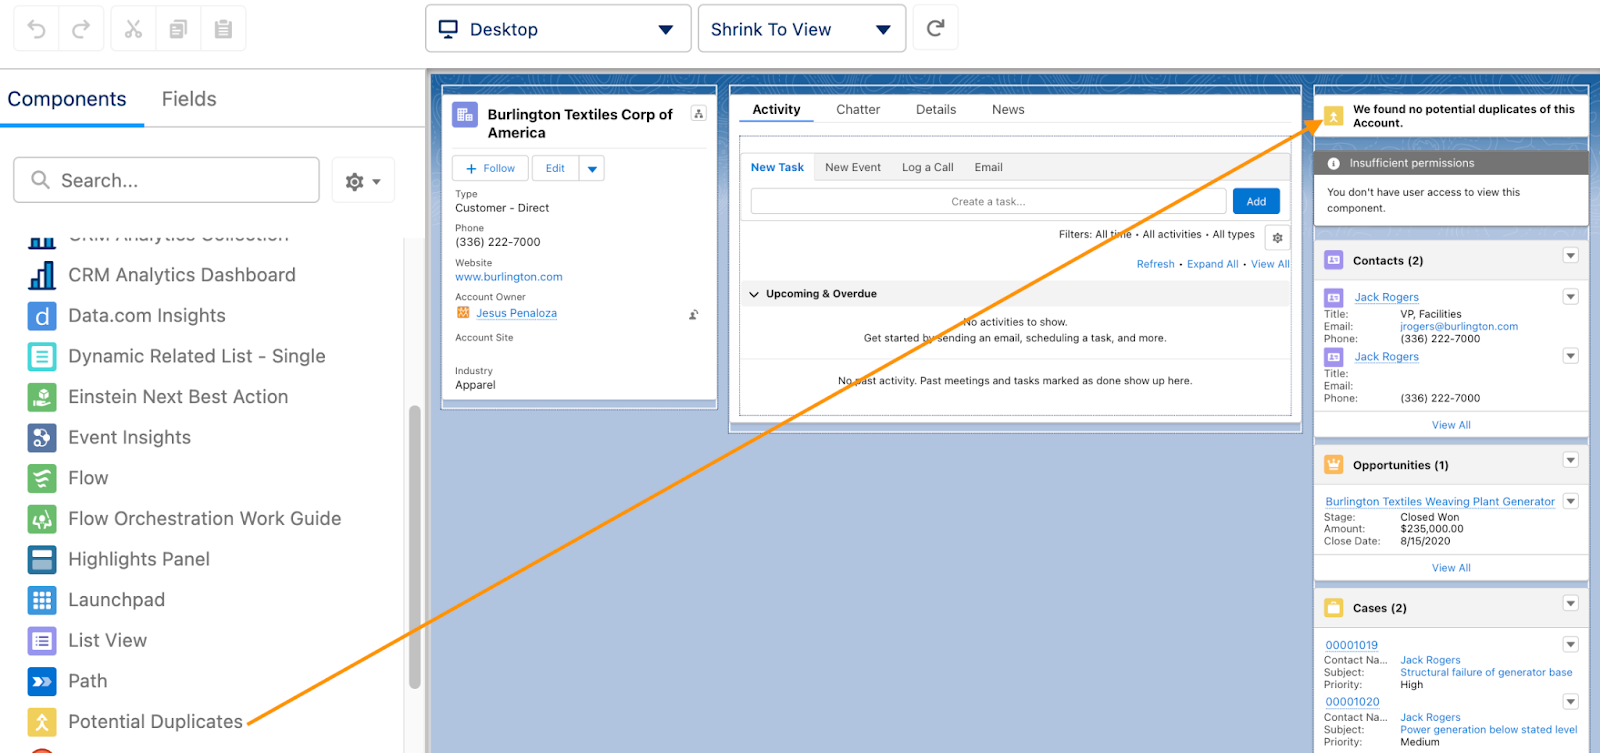 Desktop
Shrink To View
Components
Fields
Search...
CRM Analytics Collection
CRM Analytics Dashboard
Data.com Insights
Dynamic Related List - Single
Einstein Next Best Action
Event Insights
Flow
Flow Orchestration Work Guide
Highlights Panel
Launchpad
List View
Path
Potential Duplicates
Burlington Textiles Corp of
America
+ Follow
Edit
Type
Customer - Direct
Phone
(336) 222-7000
Website
www.burlington.com
Account Owner
Jesus Penaloza
Account Site
Industry
Apparel
Activity
Chatter
Details
News
New Task
New Event
Log a Call
Email
Create a task...
Add
Filters: All time • All activities • All types
Refresh • Expand All • View All
Upcoming & Overdue
No activities to show.
Get started by sending an email, scheduling a task, and more.
No past activity. Past meetings and tasks marked as done show up here.
We found no potential duplicates of this
Account.
Insufficient permissions
You don't have user access to view this
component.
Contacts (2)
Jack Rogers
Title: VP, Facilities
Email: jrogers@burlington.com
Phone: (336) 222-7000
Jack Rogers
Title:
Email:
Phone: (336) 222-7000
View All
Opportunities (1)
Burlington Textiles Weaving Plant Generator
Stage: Closed Won
Amount: $235,000.00
Close Date: 8/15/2020
View All
Cases (2)
00001019
Contact Na... Jack Rogers
Subject: Structural failure of generator base
Priority: High
00001020
Contact Na... Jack Rogers
Subject: Power generation below stated level
Priority: Medium